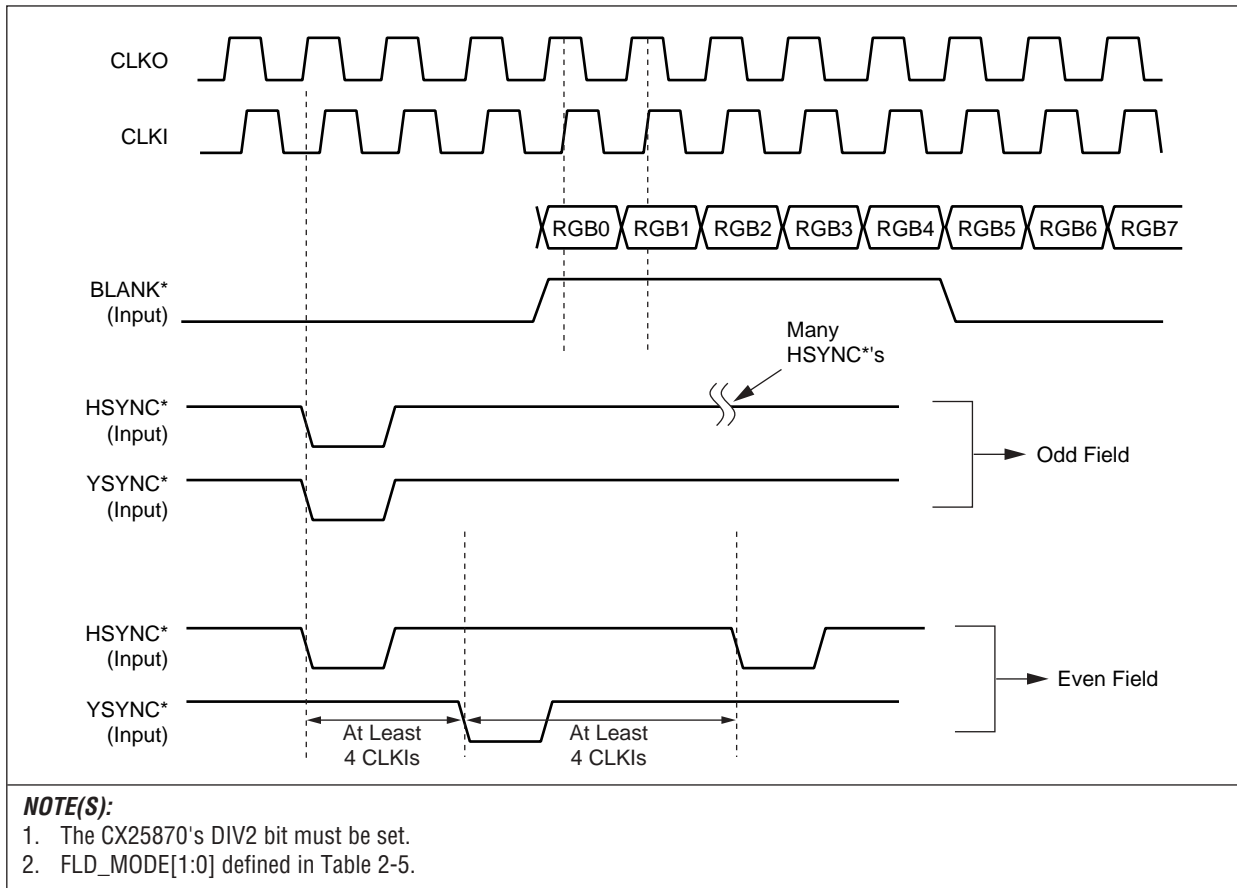 CLKO
CLKI
RGB0 RGB1 RGB2 RGB3 RGB4 RGB5 RGB6 RGB7
BLANK*
(Input)
Many
HSYNC*'s
HSYNC*
(Input)
Odd Field
YSYNC*
(Input)
HSYNC*
(Input)
Even Field
YSYNC*
(Input)
At Least
4 CLKIs
At Least
4 CLKIs
NOTE(S):
1. The CX25870's DIV2 bit must be set.
2. FLD_MODE[1:0] defined in Table 2-5.